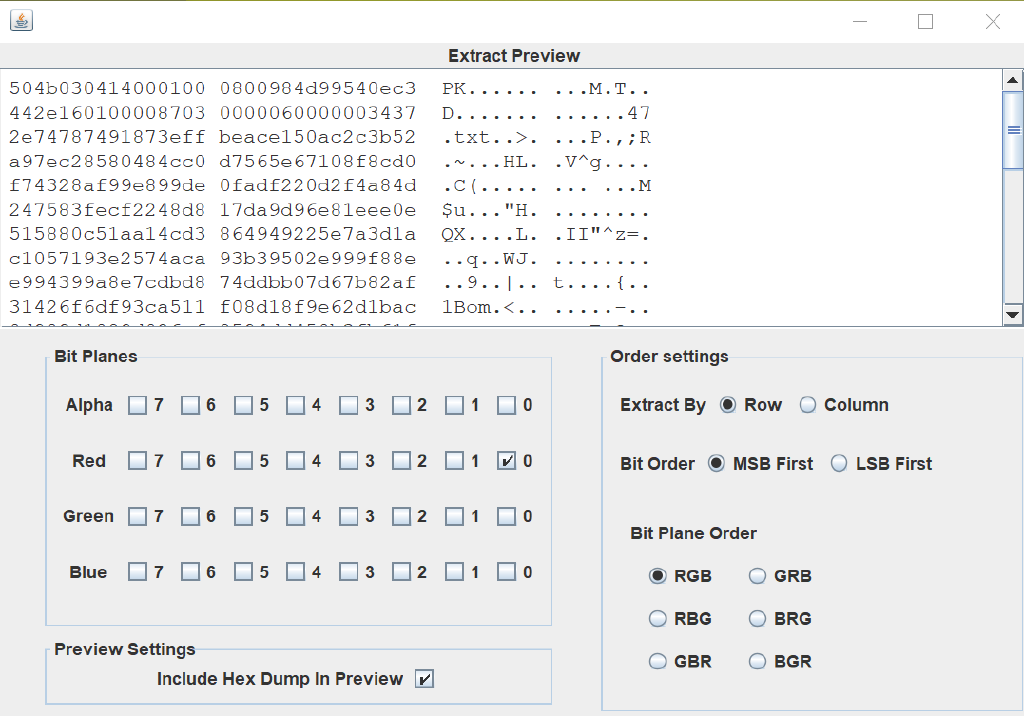 Extract Preview
504b030414000100 0800984d99540ec3 PK...... ...M.T..
442e160100008703 0000060000003437 D....... ......47
2e74787491873eff beace150ac2c3b52 .txt..>. ...P.,;R
a97ec28580484cc0 d7565e67108f8cd0 .~...HL. .V^g....
f74328af99e899de 0fadf220d2f4a84d .C(..... ... ...M
247583fecf2248d8 17da9d96e81eee0e $u..."H. ........
515880c51aa14cd3 864949225e7a3d1a QX....L. .II"^z=.
c1057193e2574aca 93b39502e999f88e ..q..WJ. ........
e994399a8e7cdbd8 74ddbb07d67b82af ..9..|.. t....{..
31426f6df93ca511 f08d18f9e62d1bac 1Bom.<.. .....-..
Bit Planes
Alpha 7 6 5 4 3 2 1 0
Red 7 6 5 4 3 2 1 0
Green 7 6 5 4 3 2 1 0
Blue 7 6 5 4 3 2 1 0
Preview Settings
Include Hex Dump In Preview
Order settings
Extract By Row Column
Bit Order MSB First LSB First
Bit Plane Order
RGB GRB
RBG BRG
GBR BGR